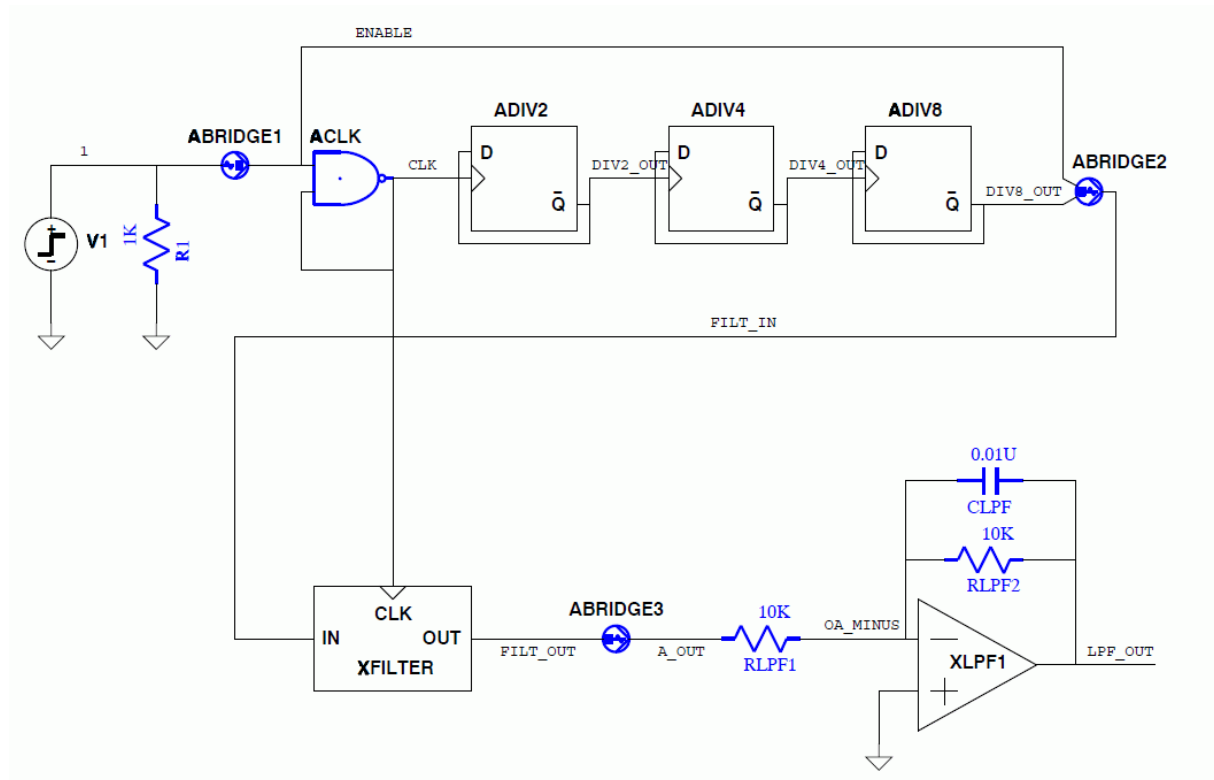 ENABLE
ADIV2
ADIV4
ADIV8
ABRIDGE1
ACLK
1
CLK
D
DIV2_OUT
D
DIV4_OUT
D
ABRIDGE2
Q̅
Q̅
Q̅
DIV8_OUT
+
−
V1
1K
R1
FILT_IN
0.01U
CLPF
10K
RLPF2
CLK
IN
OUT
XFILTER
ABRIDGE3
FILT_OUT
A_OUT
10K
RLPF1
OA_MINUS
−
XLPF1
+
LPF_OUT